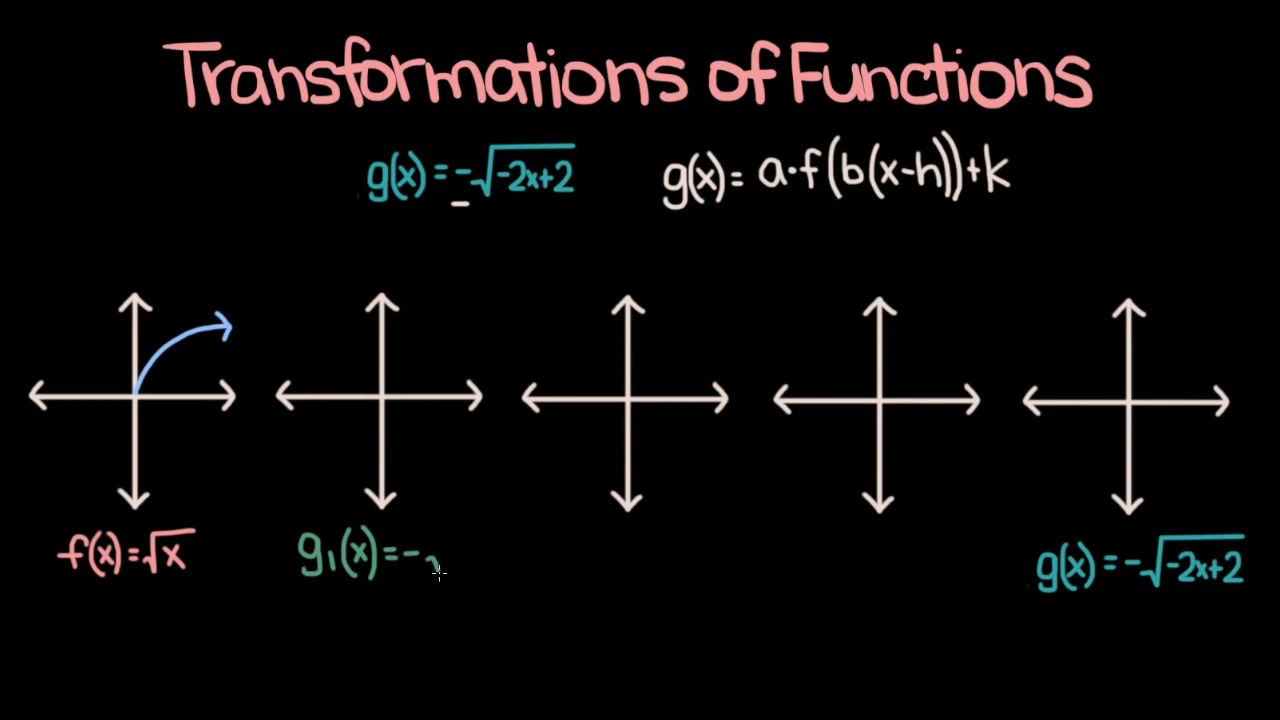 Transformations of Functions
g(x) = -√(-2x+2)
g(x) = a·f(b(x-h))+k
f(x)=√x
g₁(x)=-
g(x) = -√(-2x+2)